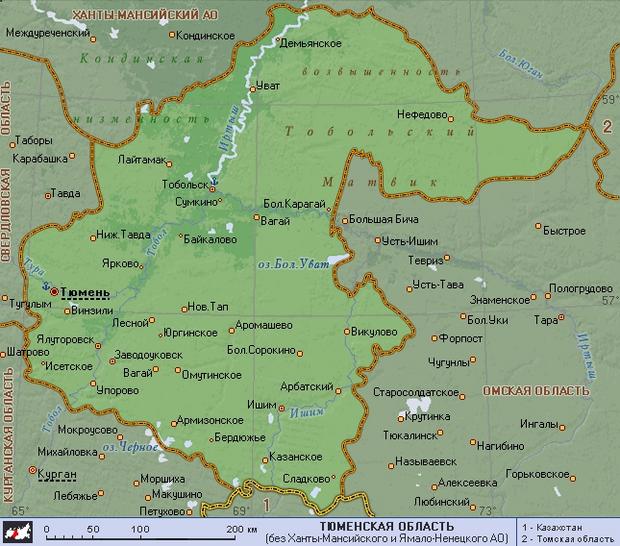 ХАНТЫ-МАНСИЙСКИЙ АО
Междуреченский
Кондинское
Демьянское
Кондинская
Бол.Юган
возвышенность
Уват
59°
низменность
Нефедово
СВЕРДЛОВСКАЯ ОБЛАСТЬ
Иртыш
Тобольский
2
Таборы
Карабашка
Лайтамак
Тобольск
Матвик
Тавда
Сумкино
Бол.Карагай
Вагай
Большая Бича
Быстрое
Ниж.Тавда
Тобол
Байкалово
Усть-Ишим
Ярково
оз.Бол.Уват
Тевриз
Тура
Тюмень
Усть-Тава
Пологрудово
Знаменское
57°
Тугулым
Винзили
Нов.Тап
Лесной
Юргинское
Аромашево
Викулово
Бол.Уки
Тара
Ялуторовск
Форпост
Шатрово
Заводоуковск
Бол.Сорокино
Чугунлы
Иртыш
Исетское
Вагай
Омутинское
Упорово
Арбатский
ОМСКАЯ ОБЛАСТЬ
Старосолдатское
КУРГАНСКАЯ ОБЛАСТЬ
Тобол
Ишим
Ишим
Крутинка
Армизонское
Ингалы
Мокроусово
Бердюжье
Тюкалинск
Нагибино
оз.Черное
Михайловка
Казанское
Называевск
Курган
Моршиха
Сладково
Горьковское
Лебяжье
Макушино
Алексеевка
Петухово
Любинский
65°
69°
1
73°
0 50 100 200 км
ТЮМЕНСКАЯ ОБЛАСТЬ
(без Ханты-Мансийского и Ямало-Ненецкого АО)
1 - Казахстан
2 - Томская область